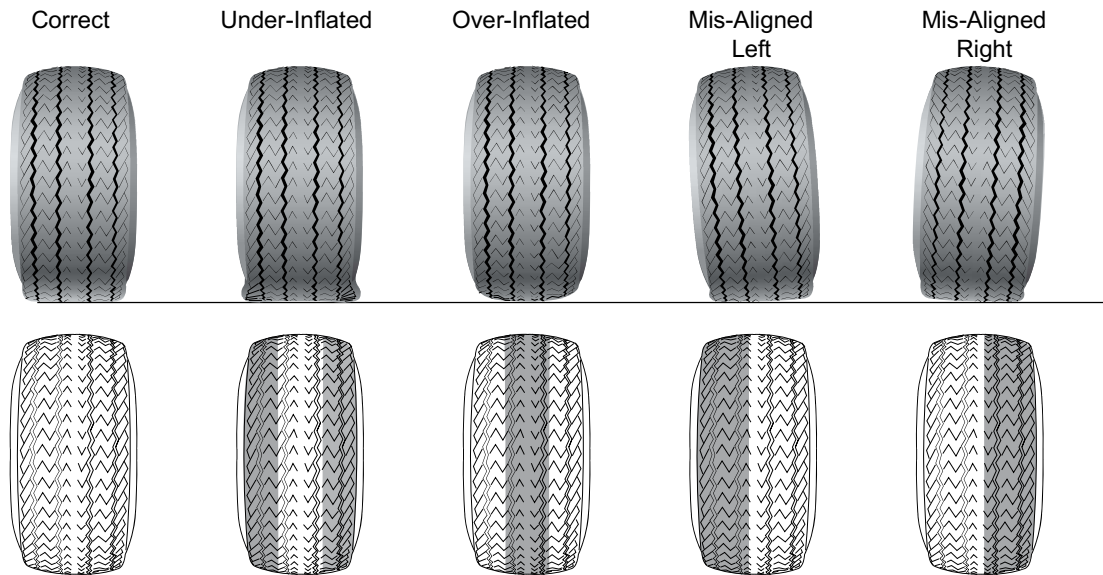 Correct
Under-Inflated
Over-Inflated
Mis-Aligned
Left
Mis-Aligned
Right